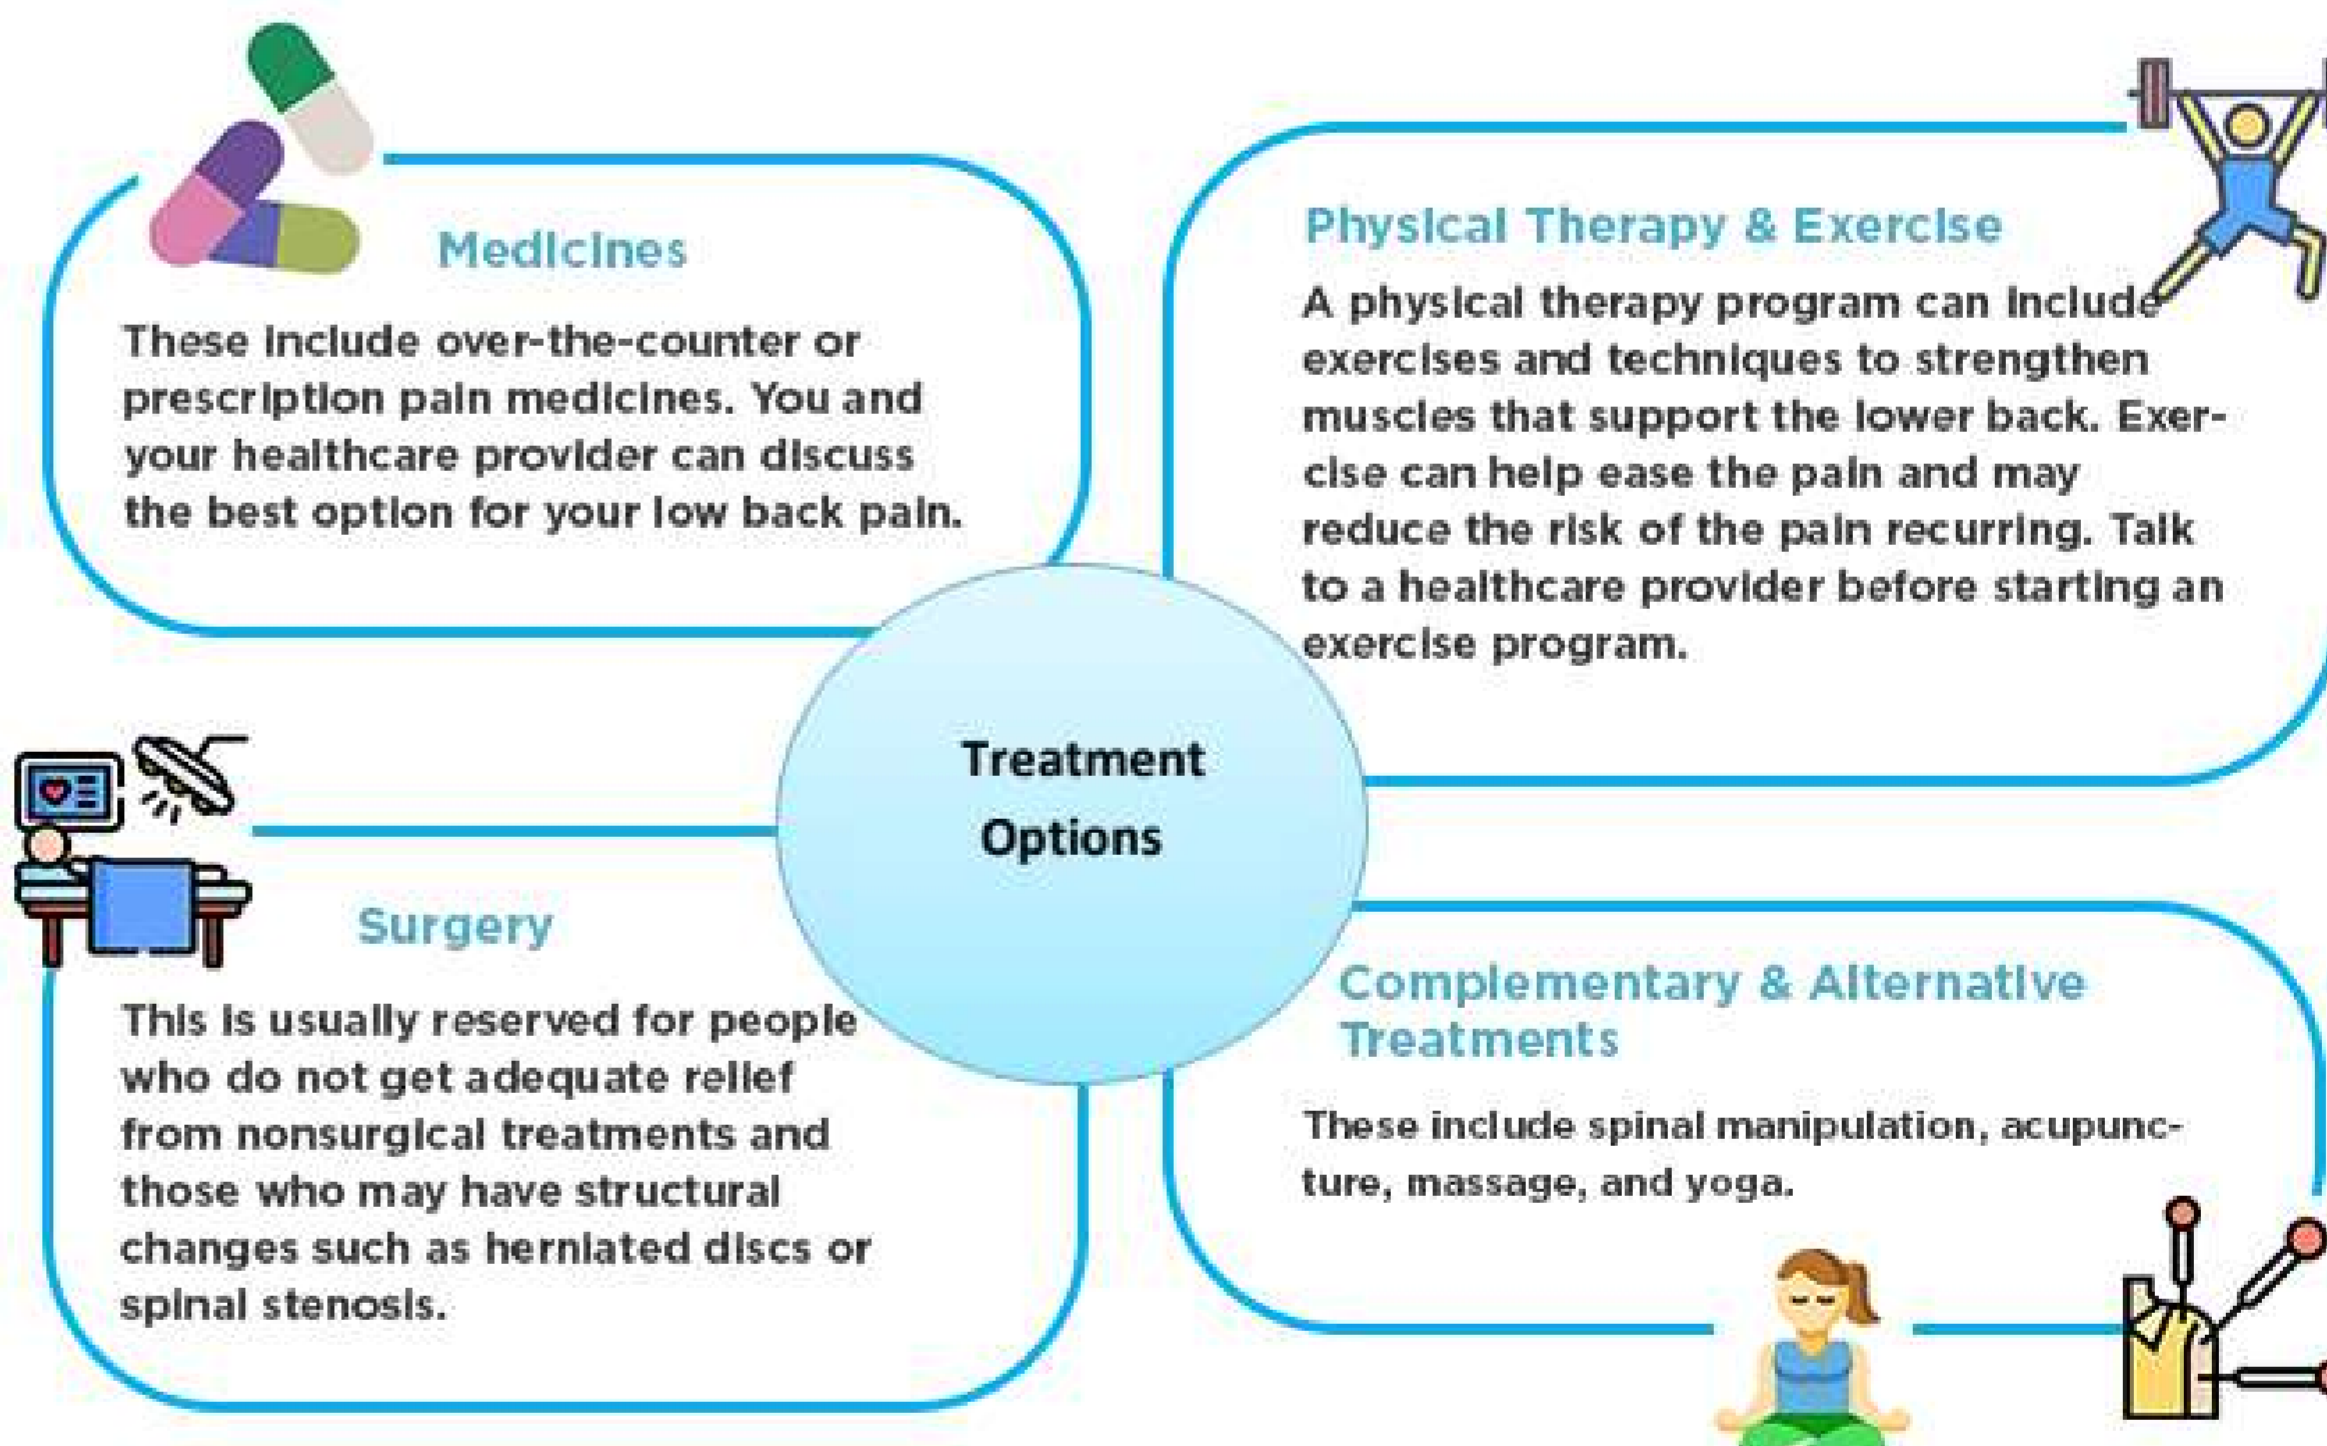 Medicines
These include over-the-counter or
prescription pain medicines. You and
your healthcare provider can discuss
the best option for your low back pain.
Physical Therapy & Exercise
A physical therapy program can include
exercises and techniques to strengthen
muscles that support the lower back. Exer-
cise can help ease the pain and may
reduce the risk of the pain recurring. Talk
to a healthcare provider before starting an
exercise program.
Treatment
Options
Surgery
This is usually reserved for people
who do not get adequate relief
from nonsurgical treatments and
those who may have structural
changes such as herniated discs or
spinal stenosis.
Complementary & Alternative
Treatments
These include spinal manipulation, acupunc-
ture, massage, and yoga.